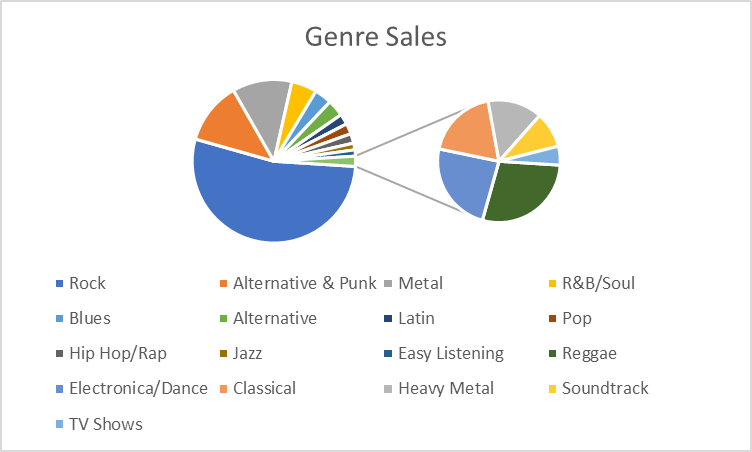 Genre Sales
Rock Alternative & Punk Metal R&B/Soul
Blues Alternative Latin Pop
Hip Hop/Rap Jazz Easy Listening Reggae
Electronica/Dance Classical Heavy Metal Soundtrack
TV Shows